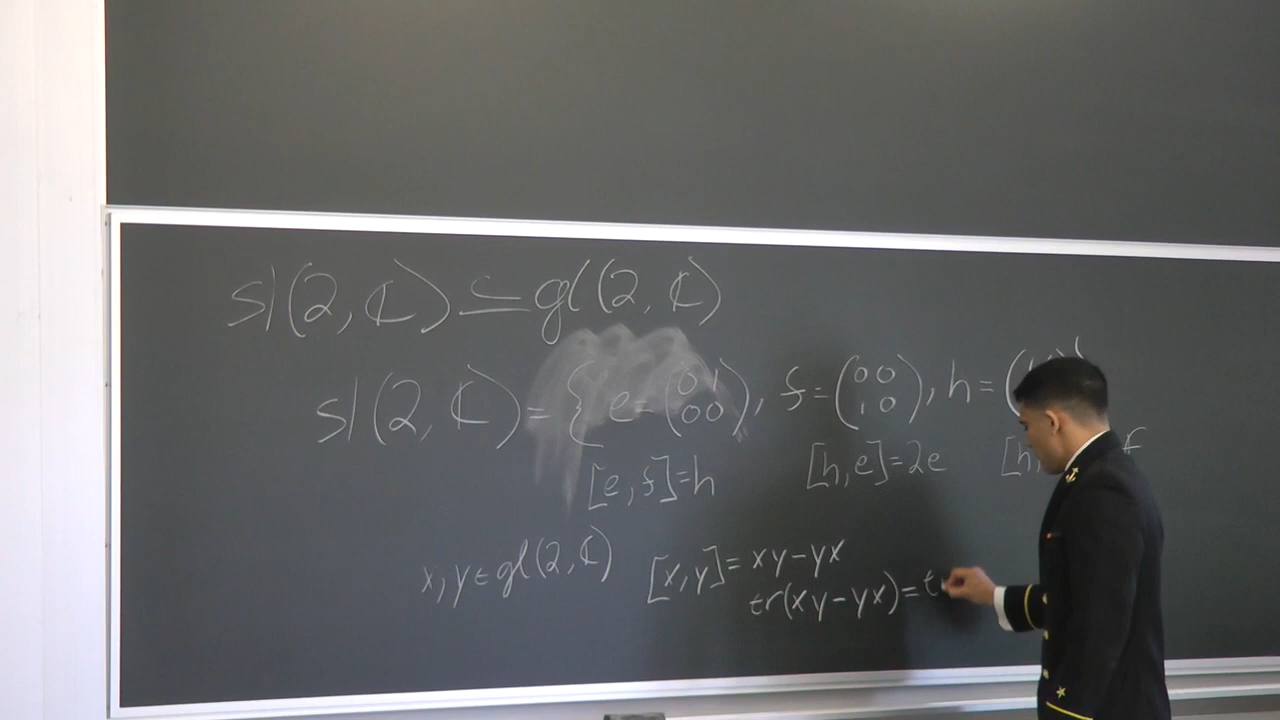 sl(2, ℂ) ⊆ gl(2, ℂ)
sl(2, ℂ) = { e = (0 1 / 0 0), f = (0 0 / 1 0), h = (
[e, f] = h [h, e] = 2e [h, f
x, y ∈ gl(2, ℂ) [x, y] = xy - yx
tr(xy - yx) = t